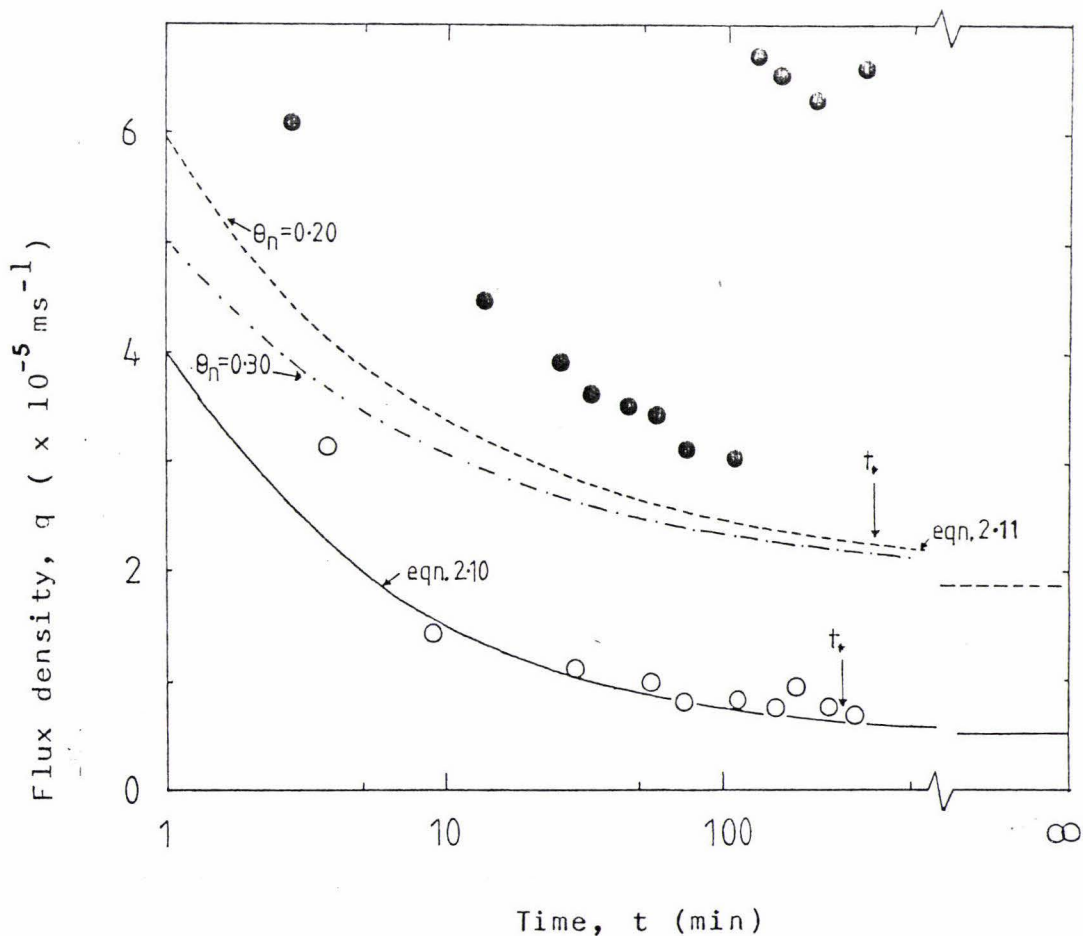 6
4
2
0
Flux density, q ( x 10⁻⁵ ms⁻¹)
θn=0·20
θn=0·30
t*
eqn. 2·11
eqn. 2·10
t*
1 10 100 ∞
Time, t (min)